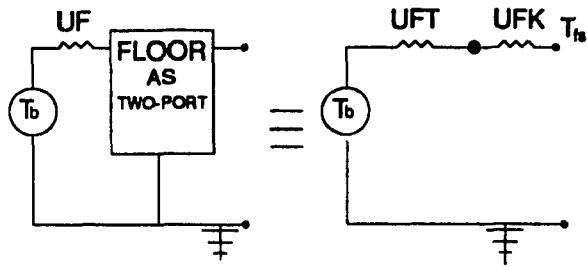 UF
FLOOR
AS
TWO-PORT
Tb
UFT
UFK
Tfs
Tb